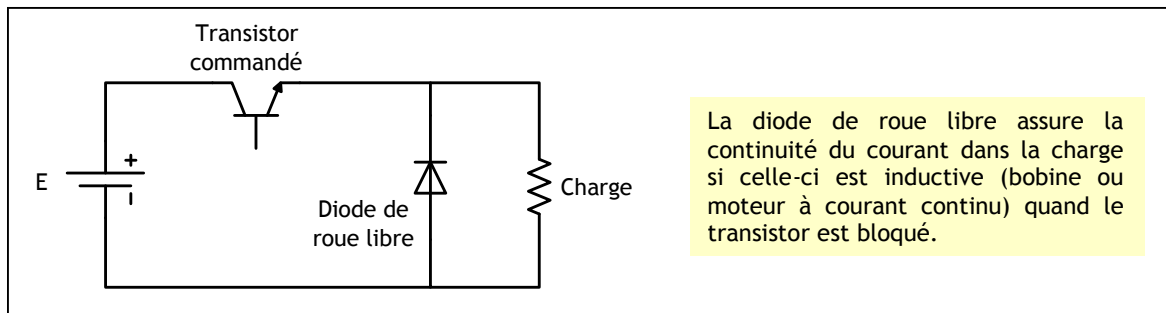 Transistor
commandé
+
E
Diode de
roue libre
Charge
La diode de roue libre assure la
continuité du courant dans la charge
si celle-ci est inductive (bobine ou
moteur à courant continu) quand le
transistor est bloqué.